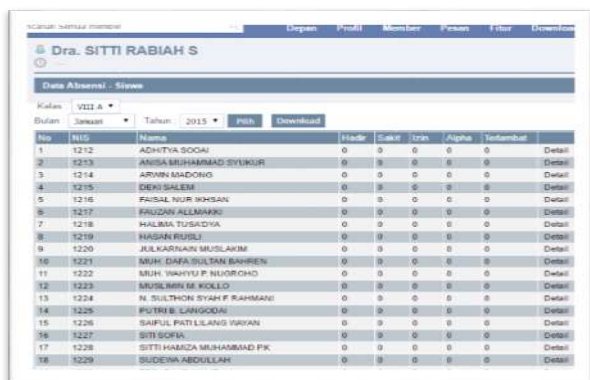 Depan Profil Member Pesan Fitur Download
Dra. SITTI RABIAH S
Data Absensi - Siswa
Kelas VIII A
Bulan Januari Tahun 2015 Pilih Download
No NIS Nama Hadir Sakit Izin Alpha Terlambat
1 1212 ADHITYA SOGAI 0 0 0 0 0 Detail
2 1213 ANISA MUHAMMAD SYUKUR 0 0 0 0 0 Detail
3 1214 ARWIN MADONG 0 0 0 0 0 Detail
4 1215 DEKI SALEM 0 0 0 0 0 Detail
5 1216 FAISAL NUR IKHSAN 0 0 0 0 0 Detail
6 1217 FAUZAN ALLMAKKI 0 0 0 0 0 Detail
7 1218 HALIMA TUSA'DYA 0 0 0 0 0 Detail
8 1219 HASAN RUSLI 0 0 0 0 0 Detail
9 1220 JULKARNAIN MUSLAKIM 0 0 0 0 0 Detail
10 1221 MUH. DAFA SULTAN BAHREN 0 0 0 0 0 Detail
11 1222 MUH. WAHYU P. NUGROHO 0 0 0 0 0 Detail
12 1223 MUSLIMIN M. KOLLO 0 0 0 0 0 Detail
13 1224 N. SULTHON SYAH F. RAHMANI 0 0 0 0 0 Detail
14 1225 PUTRI B. LANGODAI 0 0 0 0 0 Detail
15 1226 SAIFUL PATI LILANG WAYAN 0 0 0 0 0 Detail
16 1227 SITI SOFIA 0 0 0 0 0 Detail
17 1228 SITTI HAMIZA MUHAMMAD PIK 0 0 0 0 0 Detail
18 1229 SUDEWA ABDULLAH 0 0 0 0 0 Detail